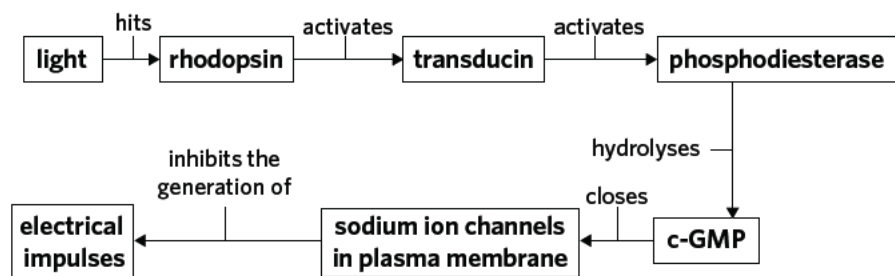 hits
activates
activates
light
rhodopsin
transducin
phosphodiesterase
hydrolyses
inhibits the
generation of
closes
electrical
impulses
sodium ion channels
in plasma membrane
c-GMP